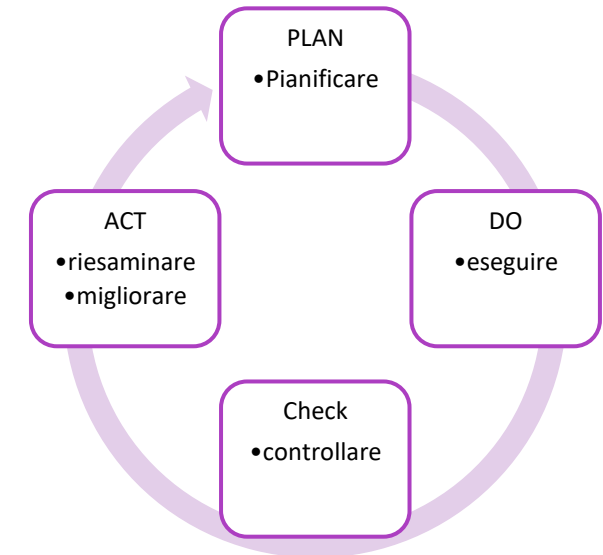 PLAN
•Pianificare
DO
•eseguire
Check
•controllare
ACT
•riesaminare
•migliorare